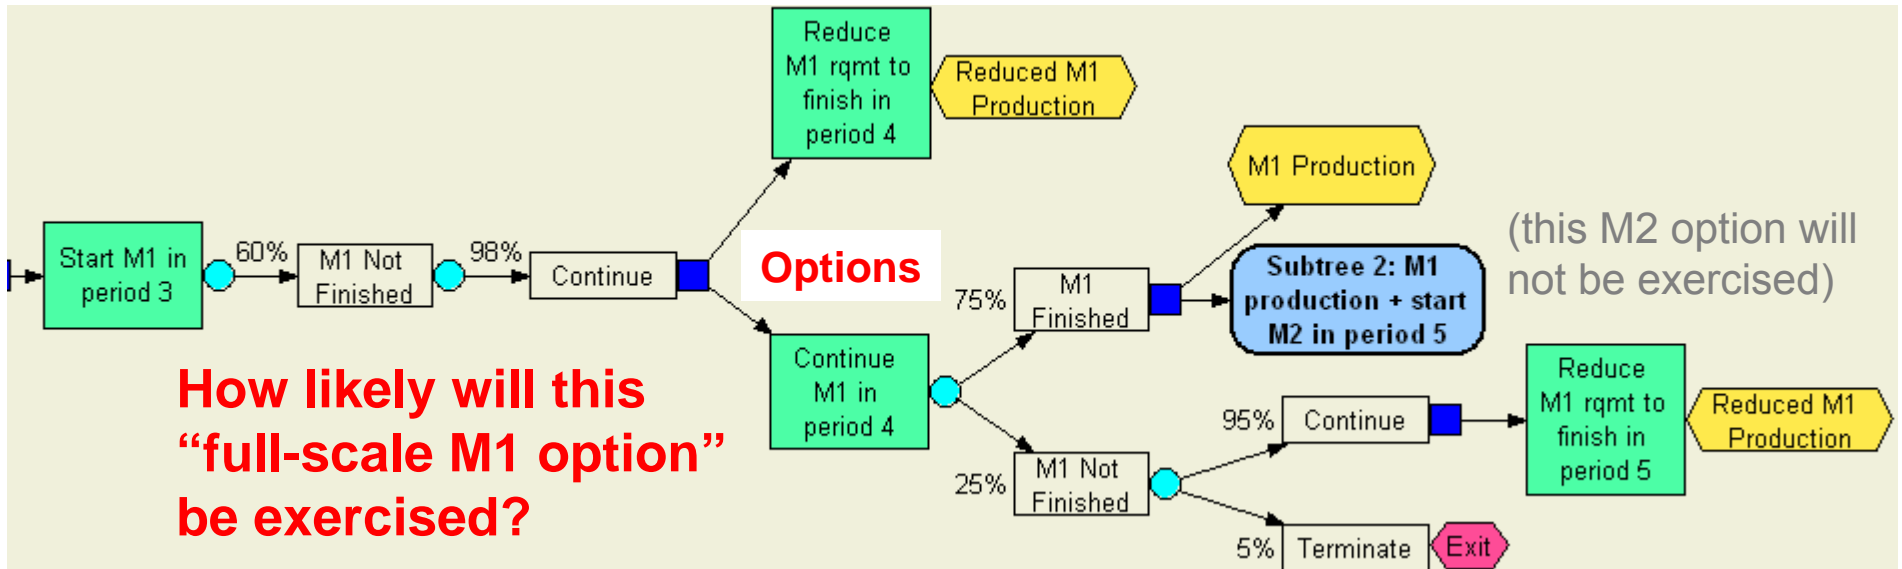 Reduce
M1 rqmt to
finish in
period 4
Reduced M1
Production
M1 Production
(this M2 option will
not be exercised)
Start M1 in
period 3
60%
M1 Not
Finished
98%
Continue
Options
75%
M1
Finished
Subtree 2: M1
production + start
M2 in period 5
How likely will this
“full-scale M1 option”
be exercised?
Continue
M1 in
period 4
25%
M1 Not
Finished
95%
Continue
Reduce
M1 rqmt to
finish in
period 5
Reduced M1
Production
5%
Terminate
Exit